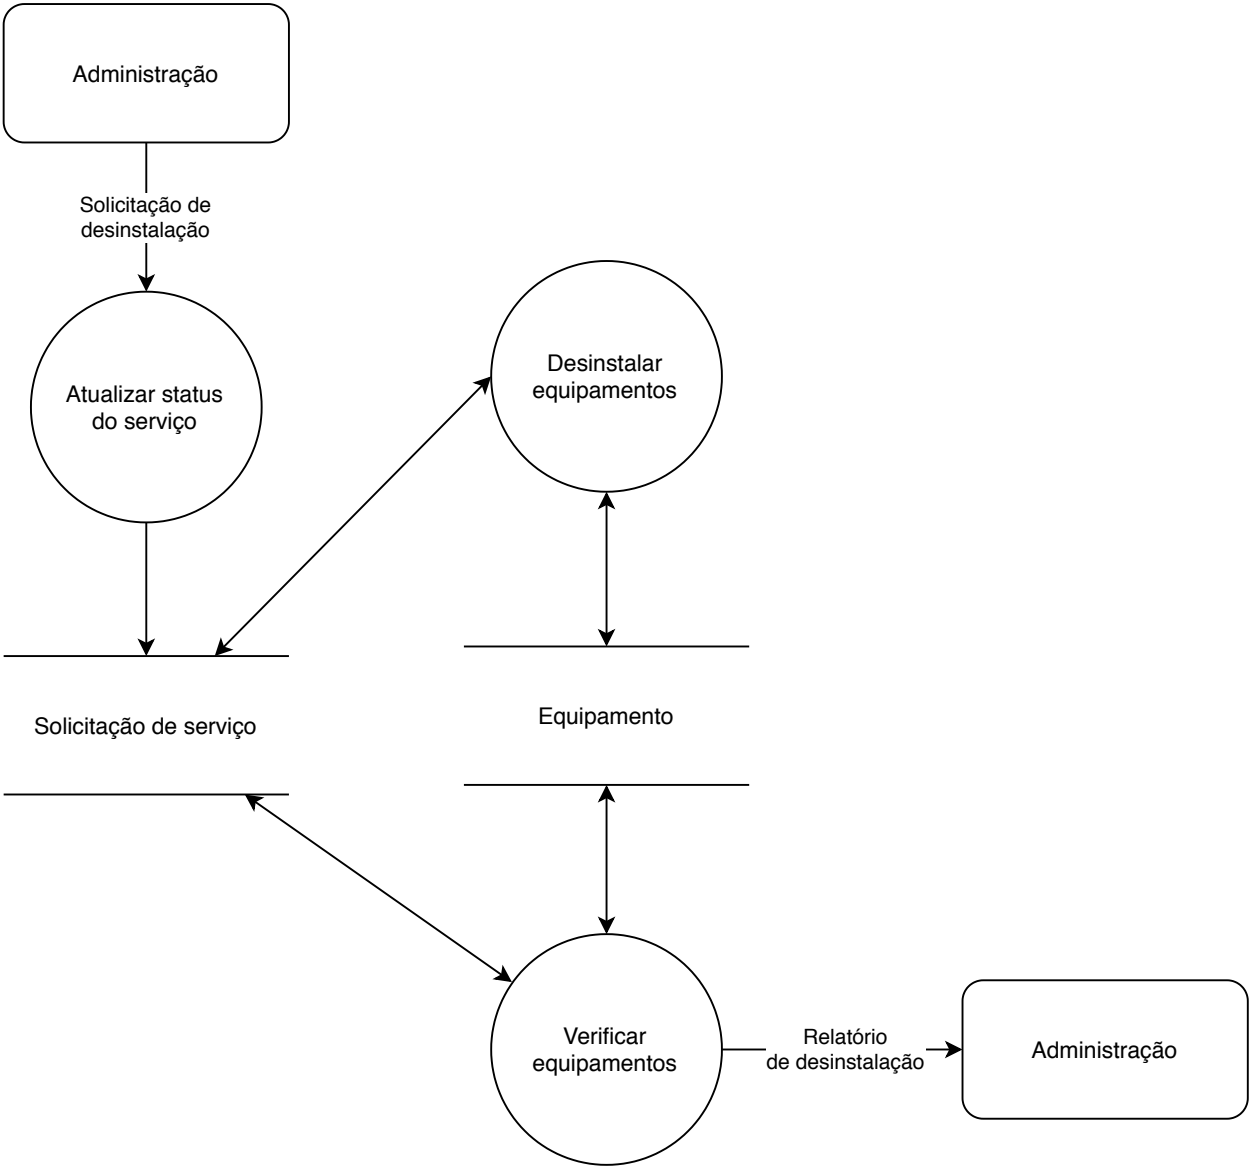 Administração
Solicitação de
desinstalação
Atualizar status
do serviço
Desinstalar
equipamentos
Solicitação de serviço
Equipamento
Verificar
equipamentos
Relatório
de desinstalação
Administração